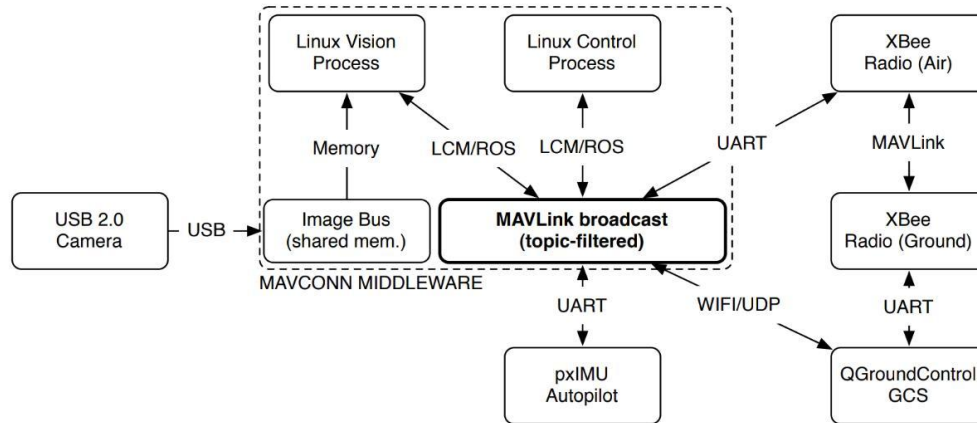 Linux Vision
Process
Linux Control
Process
XBee
Radio (Air)
Memory
LCM/ROS
LCM/ROS
UART
MAVLink
USB 2.0
Camera
USB
Image Bus
(shared mem.)
MAVLink broadcast
(topic-filtered)
XBee
Radio (Ground)
MAVCONN MIDDLEWARE
UART
WIFI/UDP
UART
pxIMU
Autopilot
QGroundControl
GCS